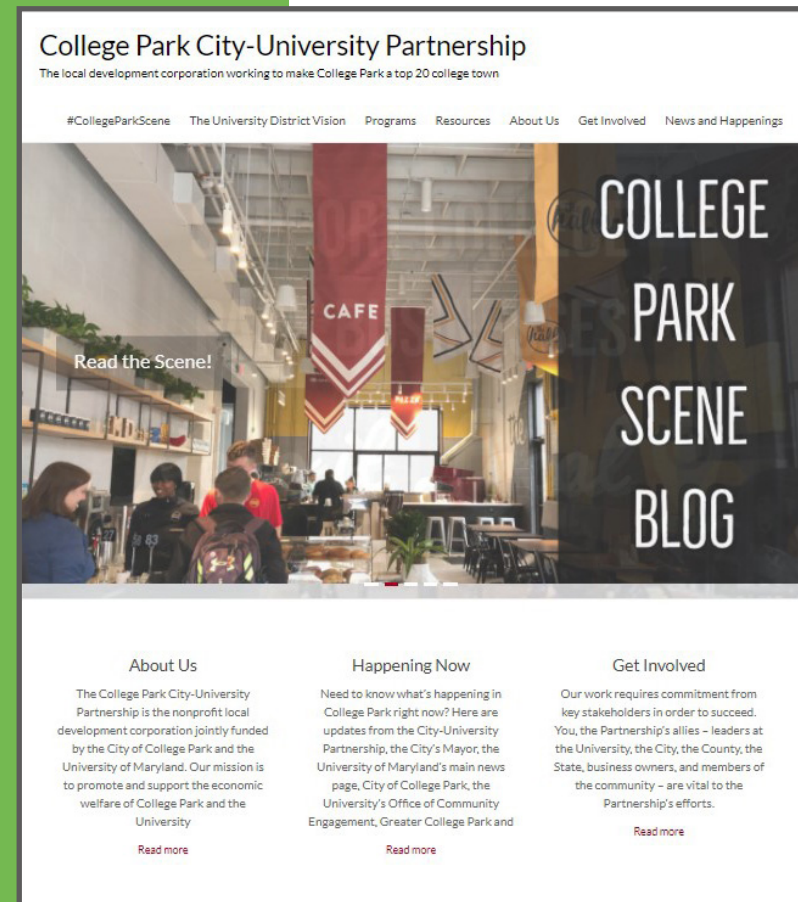 College Park City-University Partnership
The local development corporation working to make College Park a top 20 college town
#CollegeParkScene The University District Vision Programs Resources About Us Get Involved News and Happenings
CAFE
Read the Scene!
COLLEGE
PARK
SCENE
BLOG
83
About Us
The College Park City-University
Partnership is the nonprofit local
development corporation jointly funded
by the City of College Park and the
University of Maryland. Our mission is
to promote and support the economic
welfare of College Park and the
University
Read more
Happening Now
Need to know what's happening in
College Park right now? Here are
updates from the City-University
Partnership, the City's Mayor, the
University of Maryland's main news
page, City of College Park, the
University's Office of Community
Engagement, Greater College Park and
Read more
Get Involved
Our work requires commitment from
key stakeholders in order to succeed.
You, the Partnership's allies – leaders at
the University, the City, the County, the
State, business owners, and members of
the community – are vital to the
Partnership's efforts.
Read more